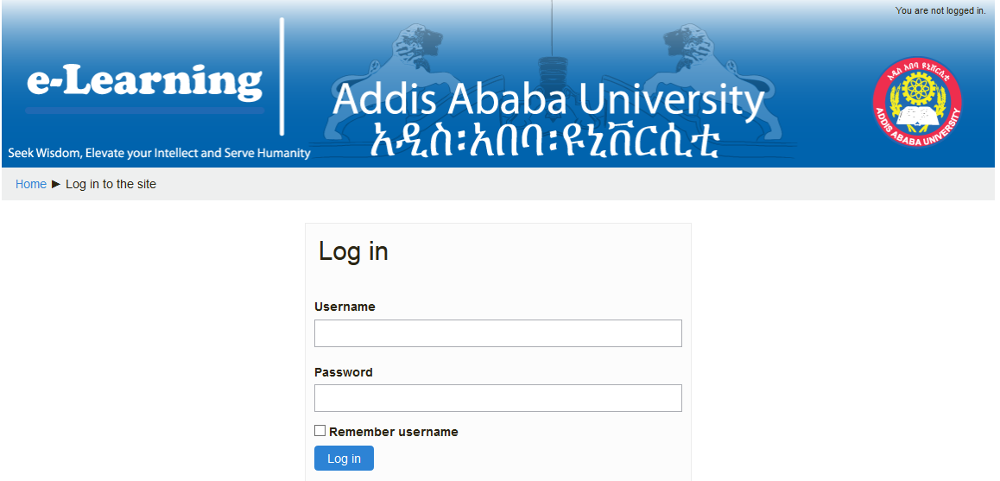 You are not logged in.
e-Learning
Addis Ababa University
አዲስ፡አበባ፡ዩኒቨርሲቲ
Seek Wisdom, Elevate your Intellect and Serve Humanity
አዲስ አበባ ዩኒቨርሲቲ
ADDIS ABABA UNIVERSITY
Home ► Log in to the site
Log in
Username
Password
Remember username
Log in